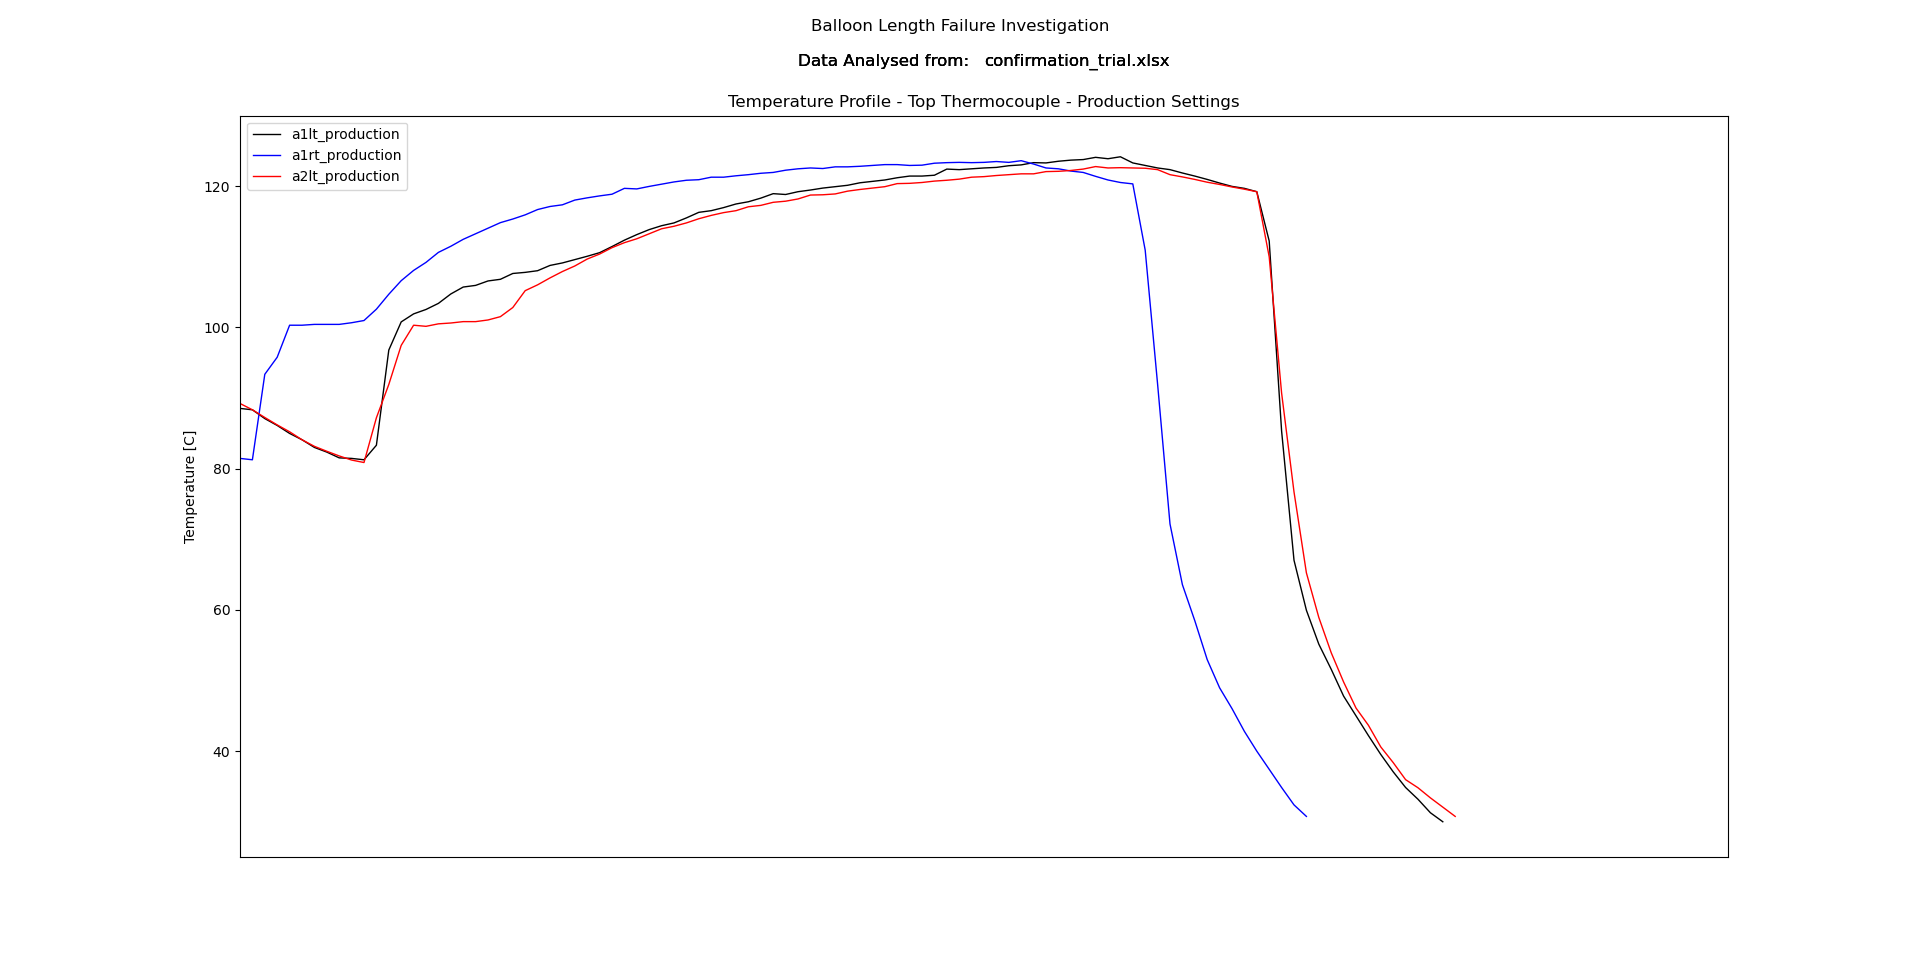 Balloon Length Failure Investigation
Data Analysed from:   confirmation_trial.xlsx
Temperature Profile - Top Thermocouple - Production Settings
a1lt_production
a1rt_production
a2lt_production
120
100
80
60
40
Temperature [C]